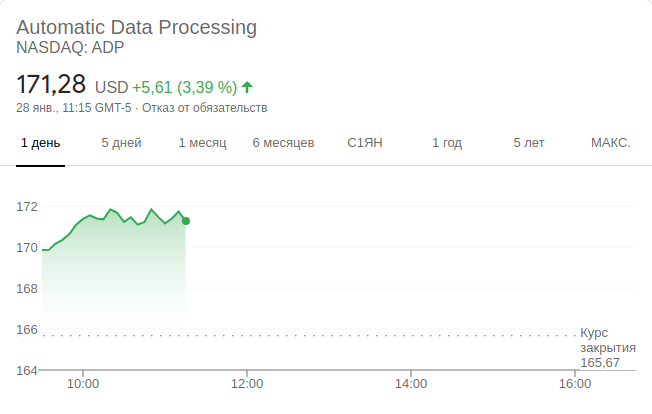 Automatic Data Processing
NASDAQ: ADP
171,28 USD +5,61 (3,39 %)
28 янв., 11:15 GMT-5 · Отказ от обязательств
1 день 5 дней 1 месяц 6 месяцев С1ЯН 1 год 5 лет МАКС.
172
170
168
166
164
Курс
закрытия
165,67
10:00 12:00 14:00 16:00